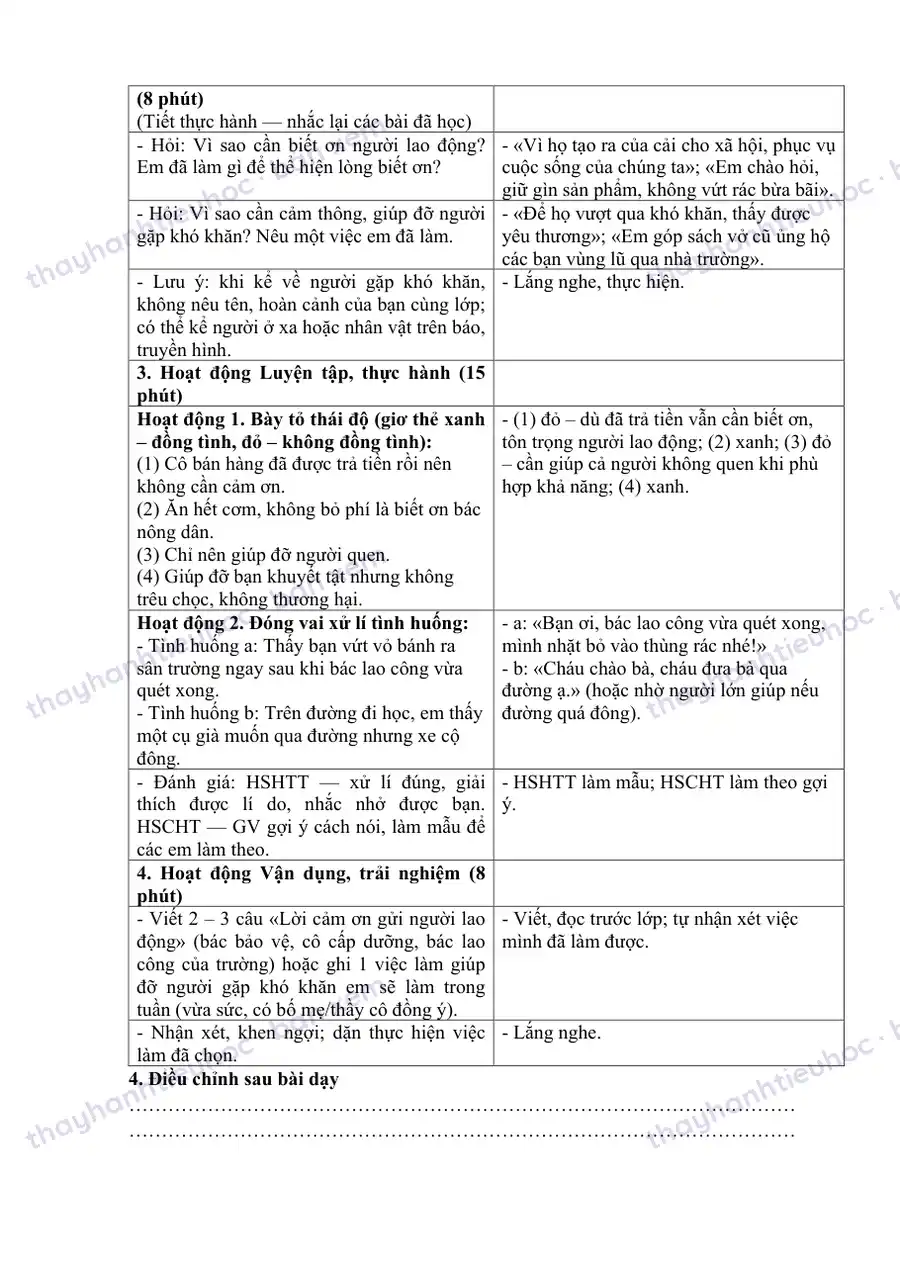 (8 phút)
(Tiết thực hành — nhắc lại các bài đã học)
- Hỏi: Vì sao cần biết ơn người lao động?
Em đã làm gì để thể hiện lòng biết ơn?
- «Vì họ tạo ra của cải cho xã hội, phục vụ
cuộc sống của chúng ta»; «Em chào hỏi,
giữ gìn sản phẩm, không vứt rác bừa bãi».
- Hỏi: Vì sao cần cảm thông, giúp đỡ người
gặp khó khăn? Nêu một việc em đã làm.
- «Để họ vượt qua khó khăn, thấy được
yêu thương»; «Em góp sách vở cũ ủng hộ
các bạn vùng lũ qua nhà trường».
- Lưu ý: khi kể về người gặp khó khăn,
không nêu tên, hoàn cảnh của bạn cùng lớp;
có thể kể người ở xa hoặc nhân vật trên báo,
truyền hình.
- Lắng nghe, thực hiện.
3. Hoạt động Luyện tập, thực hành (15
phút)
Hoạt động 1. Bày tỏ thái độ (giơ thẻ xanh
– đồng tình, đỏ – không đồng tình):
(1) Cô bán hàng đã được trả tiền rồi nên
không cần cảm ơn.
(2) Ăn hết cơm, không bỏ phí là biết ơn bác
nông dân.
(3) Chỉ nên giúp đỡ người quen.
(4) Giúp đỡ bạn khuyết tật nhưng không
trêu chọc, không thương hại.
- (1) đỏ – dù đã trả tiền vẫn cần biết ơn,
tôn trọng người lao động; (2) xanh; (3) đỏ
– cần giúp cả người không quen khi phù
hợp khả năng; (4) xanh.
Hoạt động 2. Đóng vai xử lí tình huống:
- Tình huống a: Thấy bạn vứt vỏ bánh ra
sân trường ngay sau khi bác lao công vừa
quét xong.
- Tình huống b: Trên đường đi học, em thấy
một cụ già muốn qua đường nhưng xe cộ
đông.
- a: «Bạn ơi, bác lao công vừa quét xong,
mình nhặt bỏ vào thùng rác nhé!»
- b: «Cháu chào bà, cháu đưa bà qua
đường ạ.» (hoặc nhờ người lớn giúp nếu
đường quá đông).
- Đánh giá: HSHTT — xử lí đúng, giải
thích được lí do, nhắc nhở được bạn.
HSCHT — GV gợi ý cách nói, làm mẫu để
các em làm theo.
- HSHTT làm mẫu; HSCHT làm theo gợi
ý.
4. Hoạt động Vận dụng, trải nghiệm (8
phút)
- Viết 2 – 3 câu «Lời cảm ơn gửi người lao
động» (bác bảo vệ, cô cấp dưỡng, bác lao
công của trường) hoặc ghi 1 việc làm giúp
đỡ người gặp khó khăn em sẽ làm trong
tuần (vừa sức, có bố mẹ/thầy cô đồng ý).
- Viết, đọc trước lớp; tự nhận xét việc
mình đã làm được.
- Nhận xét, khen ngợi; dặn thực hiện việc
làm đã chọn.
- Lắng nghe.
4. Điều chỉnh sau bài dạy
thayhanhtieuhoc · bản xem
thayhanhtieuhoc · b
thayhanhtieuhoc · bản xem
thayhanhtieuhoc · b
thayhanhtieuhoc · bản xem
thayhanhtieuhoc · b